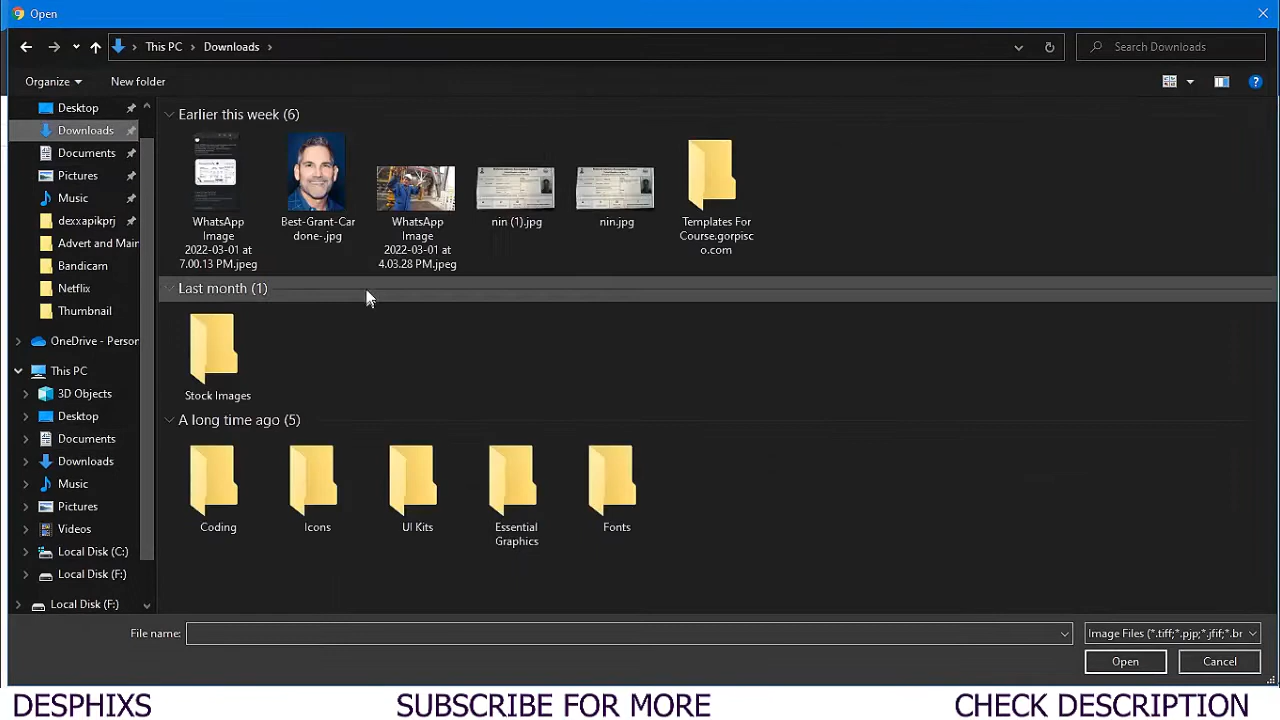 Open
This PC
Downloads
Search Downloads
Organize
New folder
Desktop
Downloads
Documents
Pictures
Music
dexxapikprj
Advert and Main
Bandicam
Netflix
Thumbnail
OneDrive - Person
This PC
3D Objects
Desktop
Documents
Downloads
Music
Pictures
Videos
Local Disk (C:)
Local Disk (F:)
Local Disk (F:)
Earlier this week (6)
WhatsApp
Image
2022-03-01 at
7.00.13 PM.jpeg
Best-Grant-Car
done-.jpg
WhatsApp
Image
2022-03-01 at
4.03.28 PM.jpeg
nin (1).jpg
nin.jpg
Templates For
Course.gorpisc
o.com
Last month (1)
Stock Images
A long time ago (5)
Coding
Icons
UI Kits
Essential
Graphics
Fonts
File name:
Image Files (*.tiff;*.pjp;*.jfif;*.br
Open
Cancel
DESPHIXS
SUBSCRIBE FOR MORE
CHECK DESCRIPTION